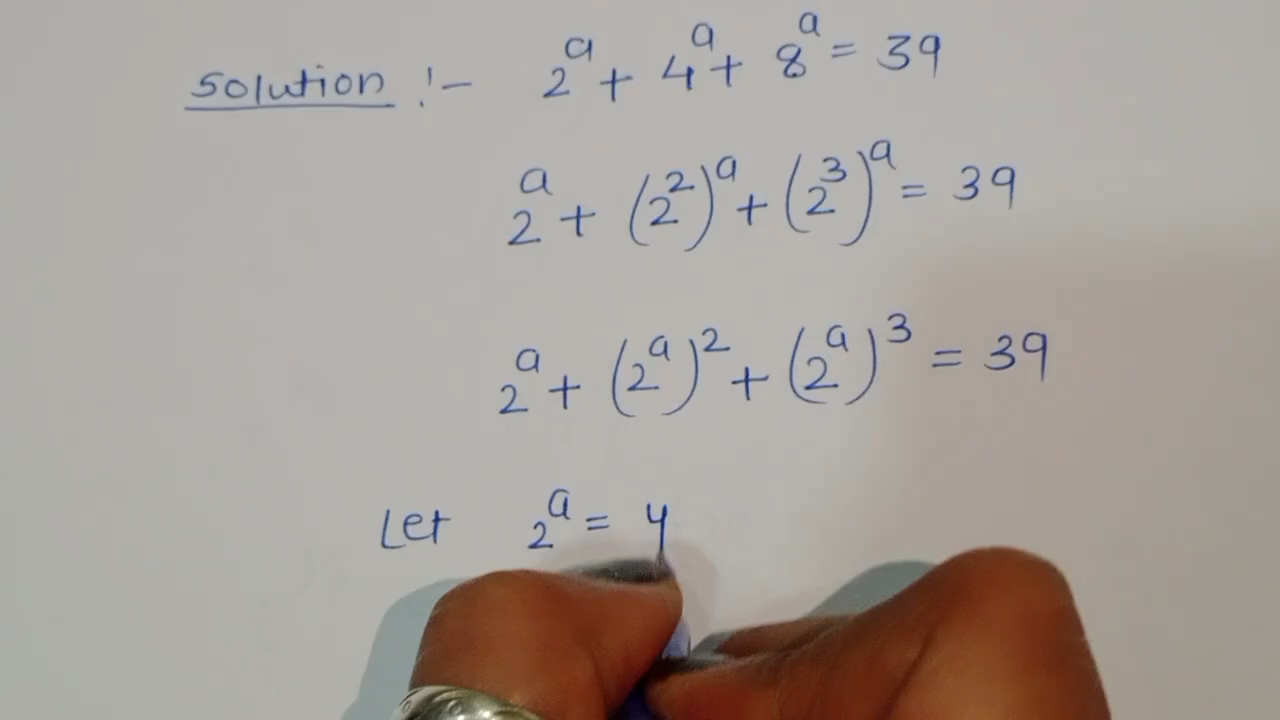 Solution :- 2^a + 4^a + 8^a = 39
2^a + (2^2)^a + (2^3)^a = 39
2^a + (2^a)^2 + (2^a)^3 = 39
Let 2^a = y